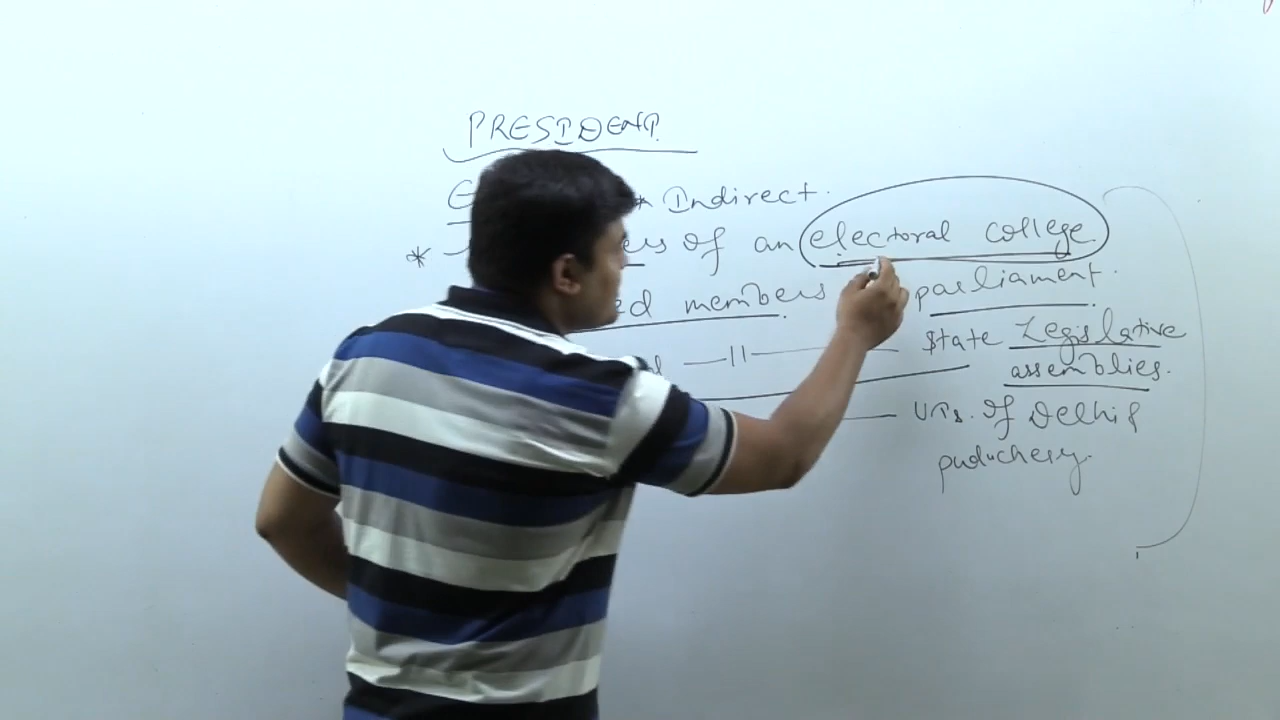 PRESIDENT
* Indirect.
* of an electoral college
members parliament.
—||— State Legislative
assemblies.
UTs. of Delhi &
puducherry.